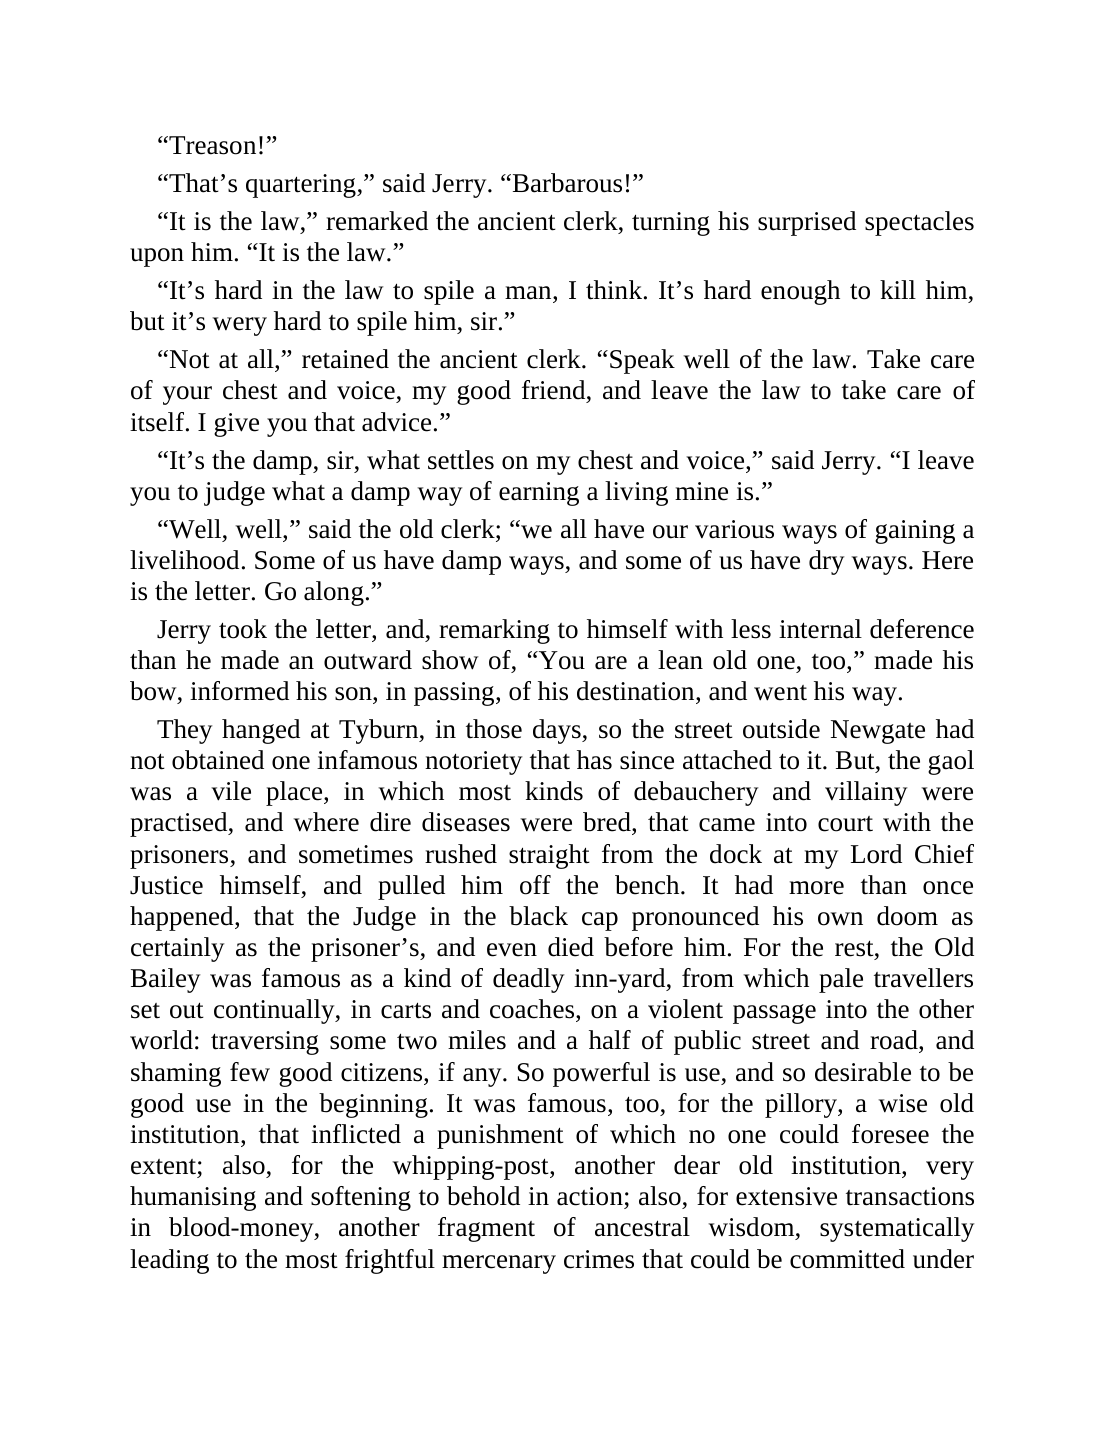 “Treason!”
“That’s quartering,” said Jerry. “Barbarous!”
“It is the law,” remarked the ancient clerk, turning his surprised spectacles
upon him. “It is the law.”
“It’s hard in the law to spile a man, I think. It’s hard enough to kill him,
but it’s wery hard to spile him, sir.”
“Not at all,” retained the ancient clerk. “Speak well of the law. Take care
of your chest and voice, my good friend, and leave the law to take care of
itself. I give you that advice.”
“It’s the damp, sir, what settles on my chest and voice,” said Jerry. “I leave
you to judge what a damp way of earning a living mine is.”
“Well, well,” said the old clerk; “we all have our various ways of gaining a
livelihood. Some of us have damp ways, and some of us have dry ways. Here
is the letter. Go along.”
Jerry took the letter, and, remarking to himself with less internal deference
than he made an outward show of, “You are a lean old one, too,” made his
bow, informed his son, in passing, of his destination, and went his way.
They hanged at Tyburn, in those days, so the street outside Newgate had
not obtained one infamous notoriety that has since attached to it. But, the gaol
was a vile place, in which most kinds of debauchery and villainy were
practised, and where dire diseases were bred, that came into court with the
prisoners, and sometimes rushed straight from the dock at my Lord Chief
Justice himself, and pulled him off the bench. It had more than once
happened, that the Judge in the black cap pronounced his own doom as
certainly as the prisoner’s, and even died before him. For the rest, the Old
Bailey was famous as a kind of deadly inn-yard, from which pale travellers
set out continually, in carts and coaches, on a violent passage into the other
world: traversing some two miles and a half of public street and road, and
shaming few good citizens, if any. So powerful is use, and so desirable to be
good use in the beginning. It was famous, too, for the pillory, a wise old
institution, that inflicted a punishment of which no one could foresee the
extent; also, for the whipping-post, another dear old institution, very
humanising and softening to behold in action; also, for extensive transactions
in blood-money, another fragment of ancestral wisdom, systematically
leading to the most frightful mercenary crimes that could be committed under